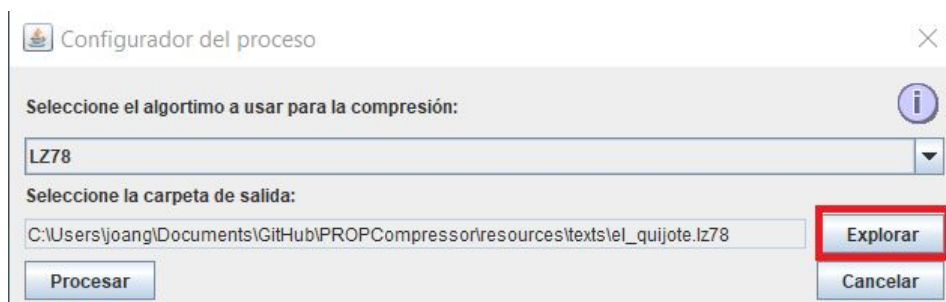 Configurador del proceso
Seleccione el algortimo a usar para la compresión:
i
LZ78
Seleccione la carpeta de salida:
C:\Users\joang\Documents\GitHub\PROPCompressor\resources\texts\el_quijote.lz78
Explorar
Procesar
Cancelar